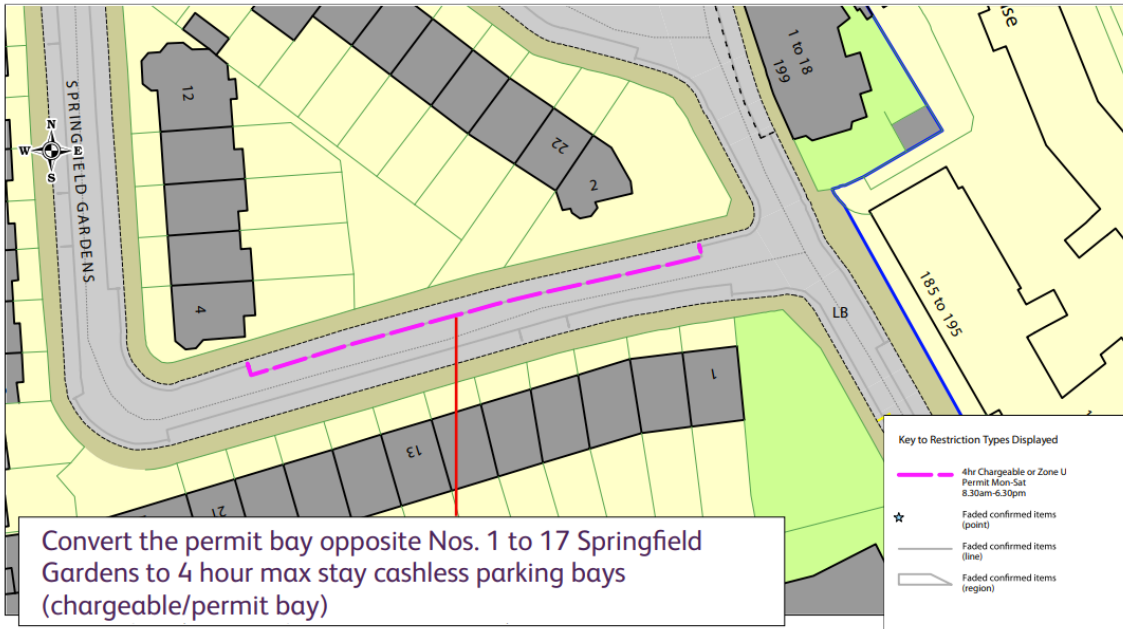 1 to 18
199
se
12
SPRINGFIELD GARDENS
N
W E
S
22
2
4
185 to 195
LB
1
13
21
Key to Restriction Types Displayed
4hr Chargeable or Zone U
Permit Mon-Sat
8.30am-6.30pm
Faded confirmed items
(point)
Faded confirmed items
(line)
Faded confirmed items
(region)
Convert the permit bay opposite Nos. 1 to 17 Springfield
Gardens to 4 hour max stay cashless parking bays
(chargeable/permit bay)